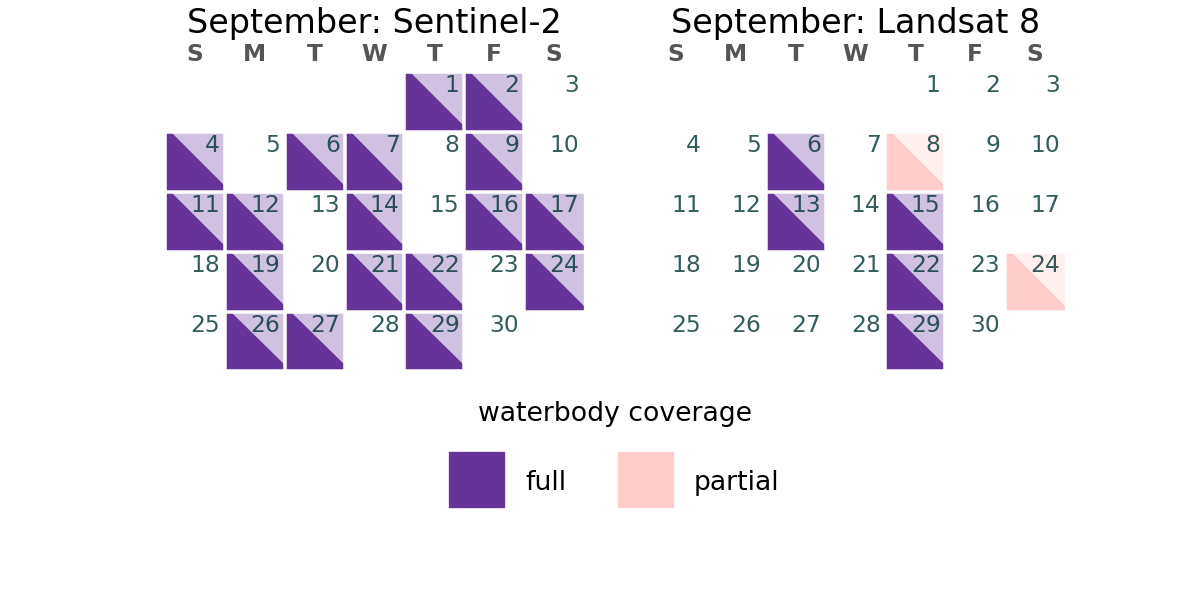 September: Sentinel-2
S M T W T F S
1 2 3
4 5 6 7 8 9 10
11 12 13 14 15 16 17
18 19 20 21 22 23 24
25 26 27 28 29 30
September: Landsat 8
S M T W T F S
1 2 3
4 5 6 7 8 9 10
11 12 13 14 15 16 17
18 19 20 21 22 23 24
25 26 27 28 29 30
waterbody coverage
full partial